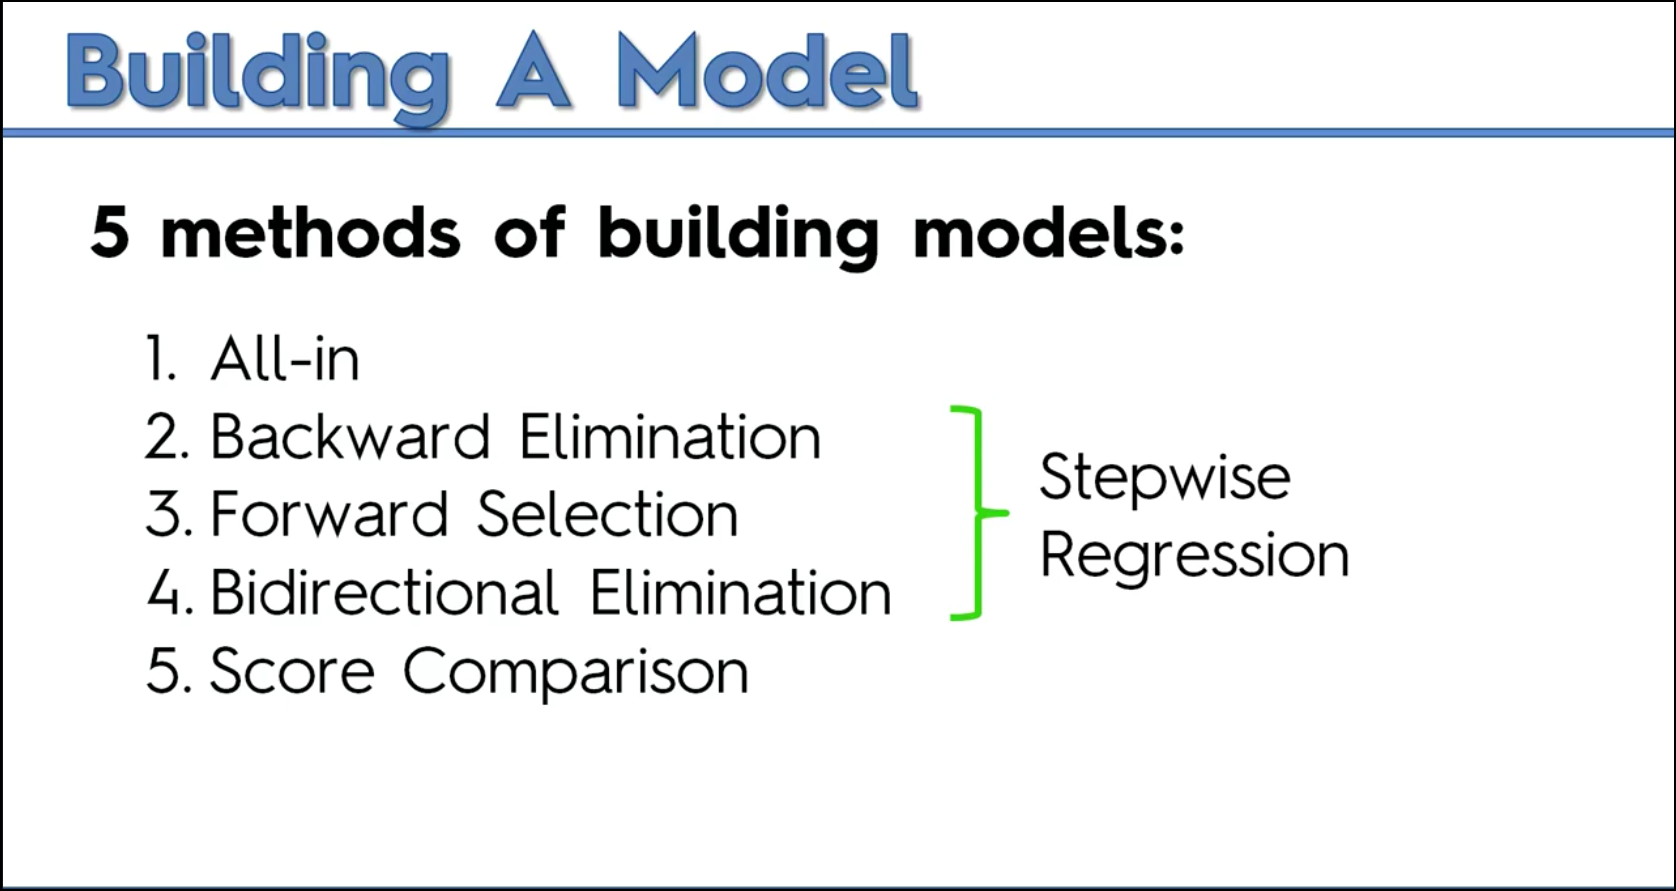 Building A Model
5 methods of building models:
1. All-in
2. Backward Elimination
3. Forward Selection
4. Bidirectional Elimination
5. Score Comparison
Stepwise
Regression